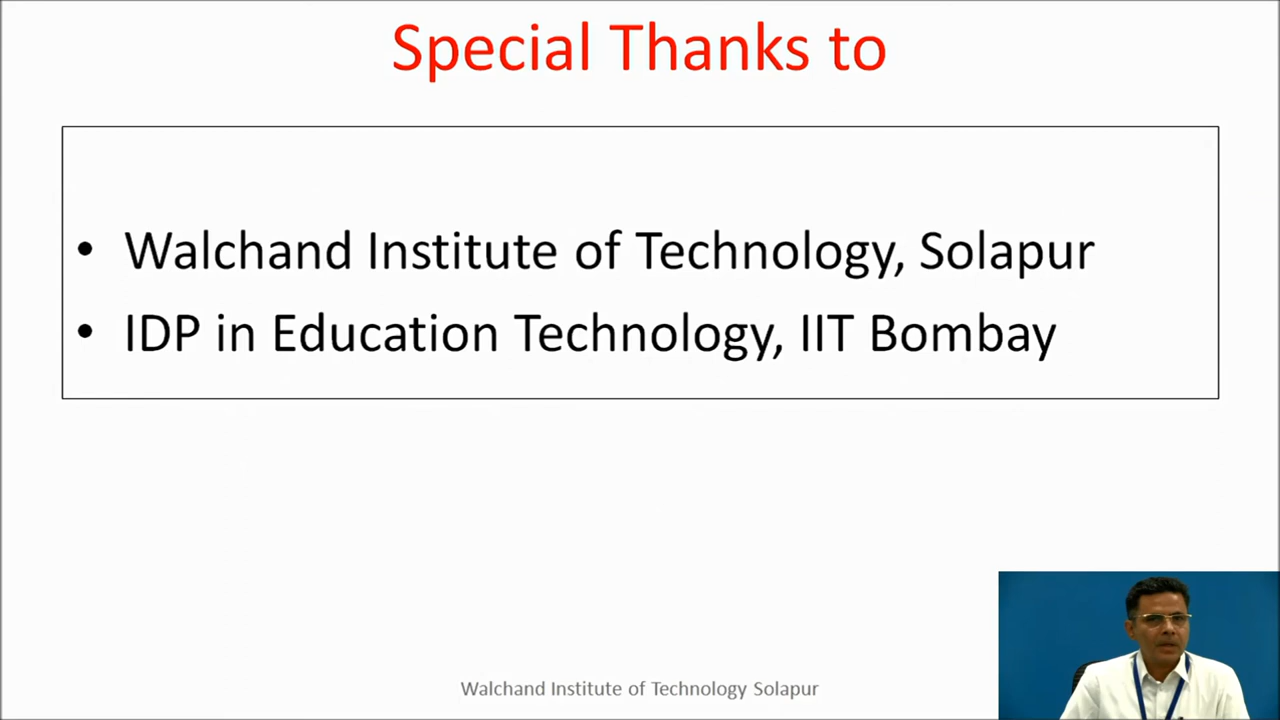 Special Thanks to
• Walchand Institute of Technology, Solapur
• IDP in Education Technology, IIT Bombay
Walchand Institute of Technology Solapur